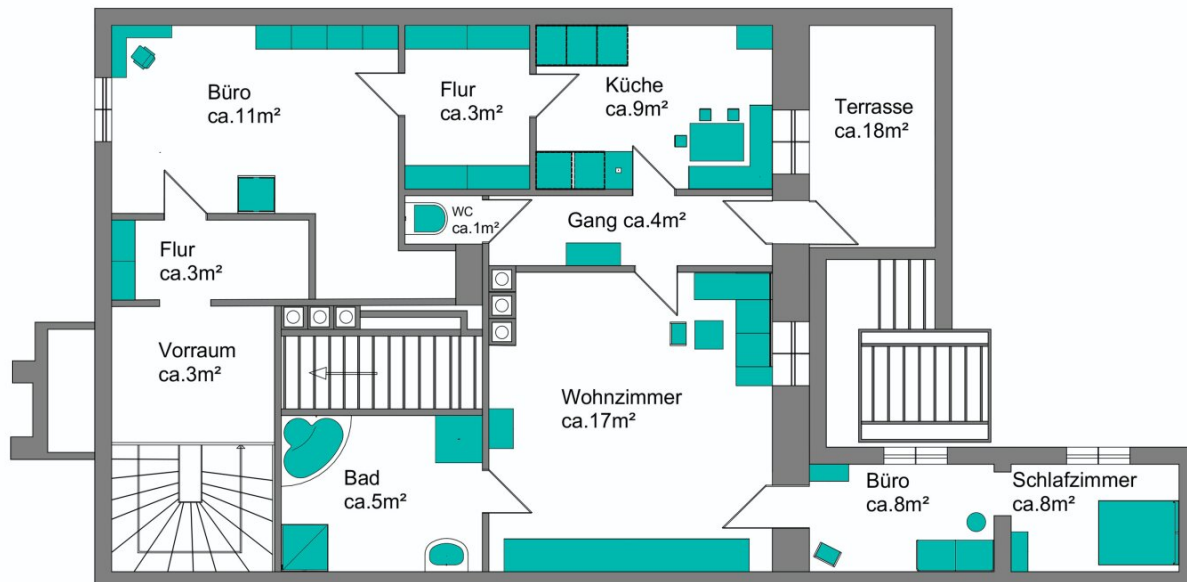 Büro
ca.11m²
Flur
ca.3m²
Küche
ca.9m²
Terrasse
ca.18m²
WC
ca.1m²
Gang ca.4m²
Flur
ca.3m²
Vorraum
ca.3m²
Wohnzimmer
ca.17m²
Bad
ca.5m²
Büro
ca.8m²
Schlafzimmer
ca.8m²